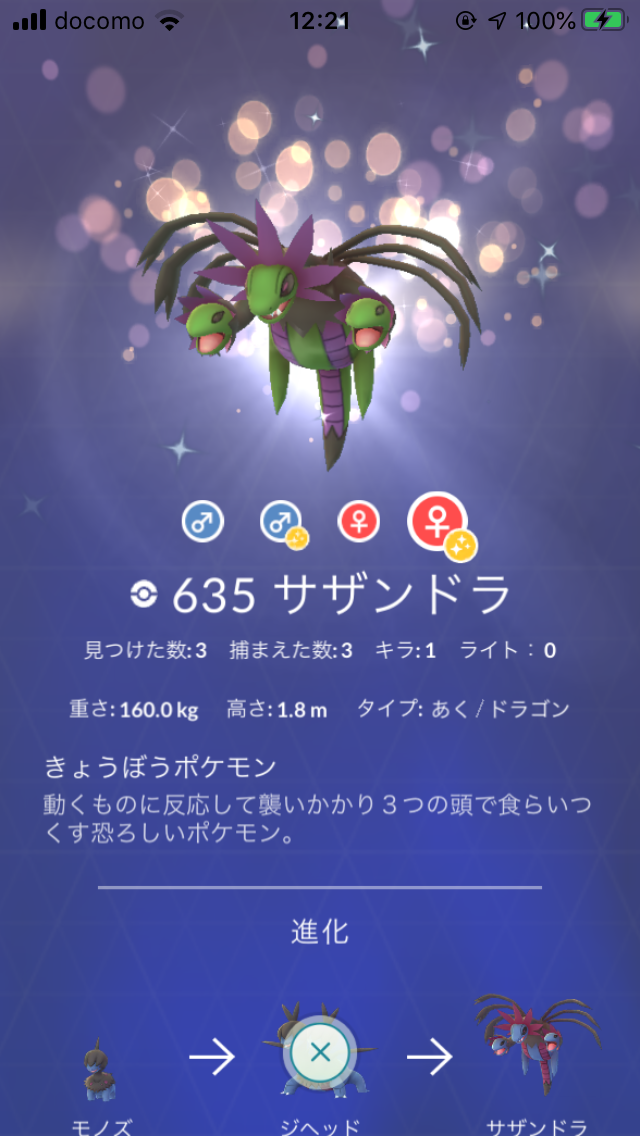 docomo 12:21 100%
635 サザンドラ
見つけた数:3 捕まえた数:3 キラ:1 ライト：0
重さ:160.0 kg 高さ:1.8 m タイプ: あく / ドラゴン
きょうぼうポケモン
動くものに反応して襲いかかり３つの頭で食らいつ
くす恐ろしいポケモン。
進化
モノズ ジヘッド サザンドラ